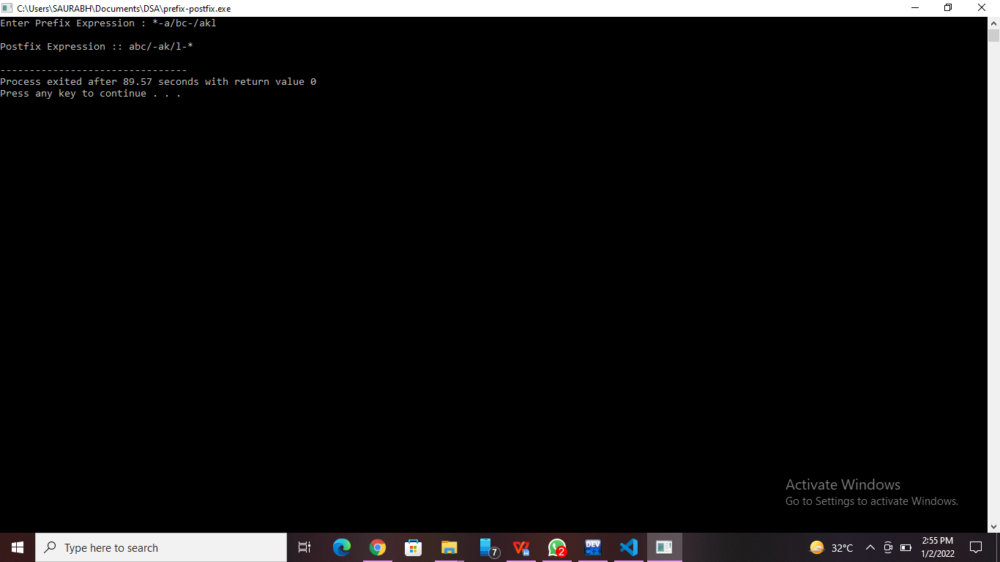 C:\Users\SAURABH\Documents\DSA\prefix-postfix.exe
Enter Prefix Expression : *-a/bc-/akl
Postfix Expression :: abc/-ak/l-*
--------------------------------
Process exited after 89.57 seconds with return value 0
Press any key to continue . . .
Activate Windows
Go to Settings to activate Windows.
Type here to search
7
2
DEV
32°C
2:55 PM
1/2/2022